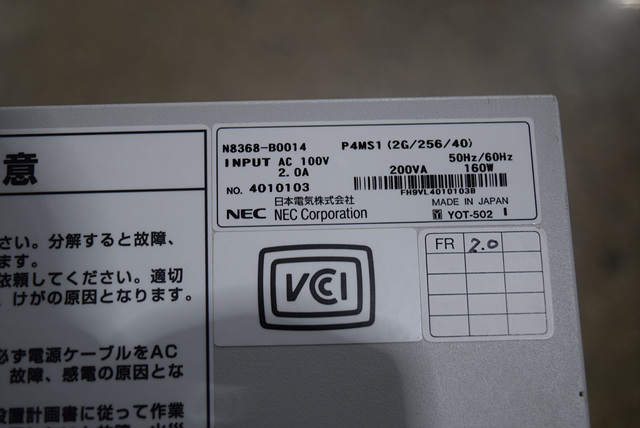 意
さい。分解すると故障、
ます。
依頼してください。適切
、けがの原因となります。
必ず電源ケーブルをAC
故障、感電の原因とな
設置計画書に従って作業
N8368-B0014 P4MS1 (2G/256/40)
INPUT AC 100V 50Hz/60Hz
2.0A 200VA 160W
NO. 4010103 FH9VL4010103B
日本電気株式会社 MADE IN JAPAN
NEC NEC Corporation Y YOT-502 I
VCCI
FR 2.0